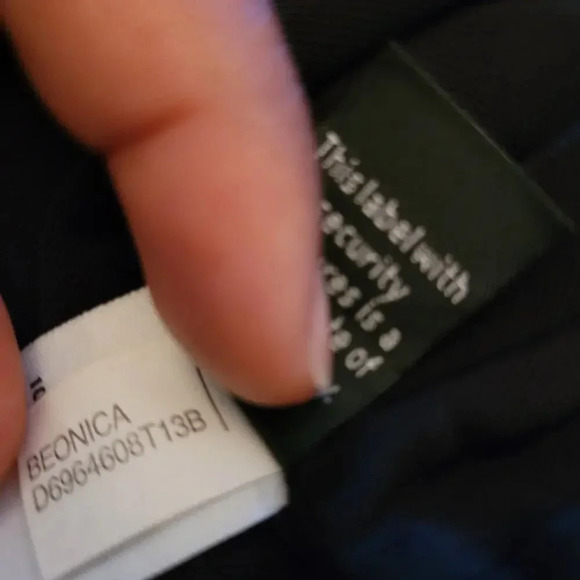 This label with
security
is a
of
BEONICA
D6964608T13B